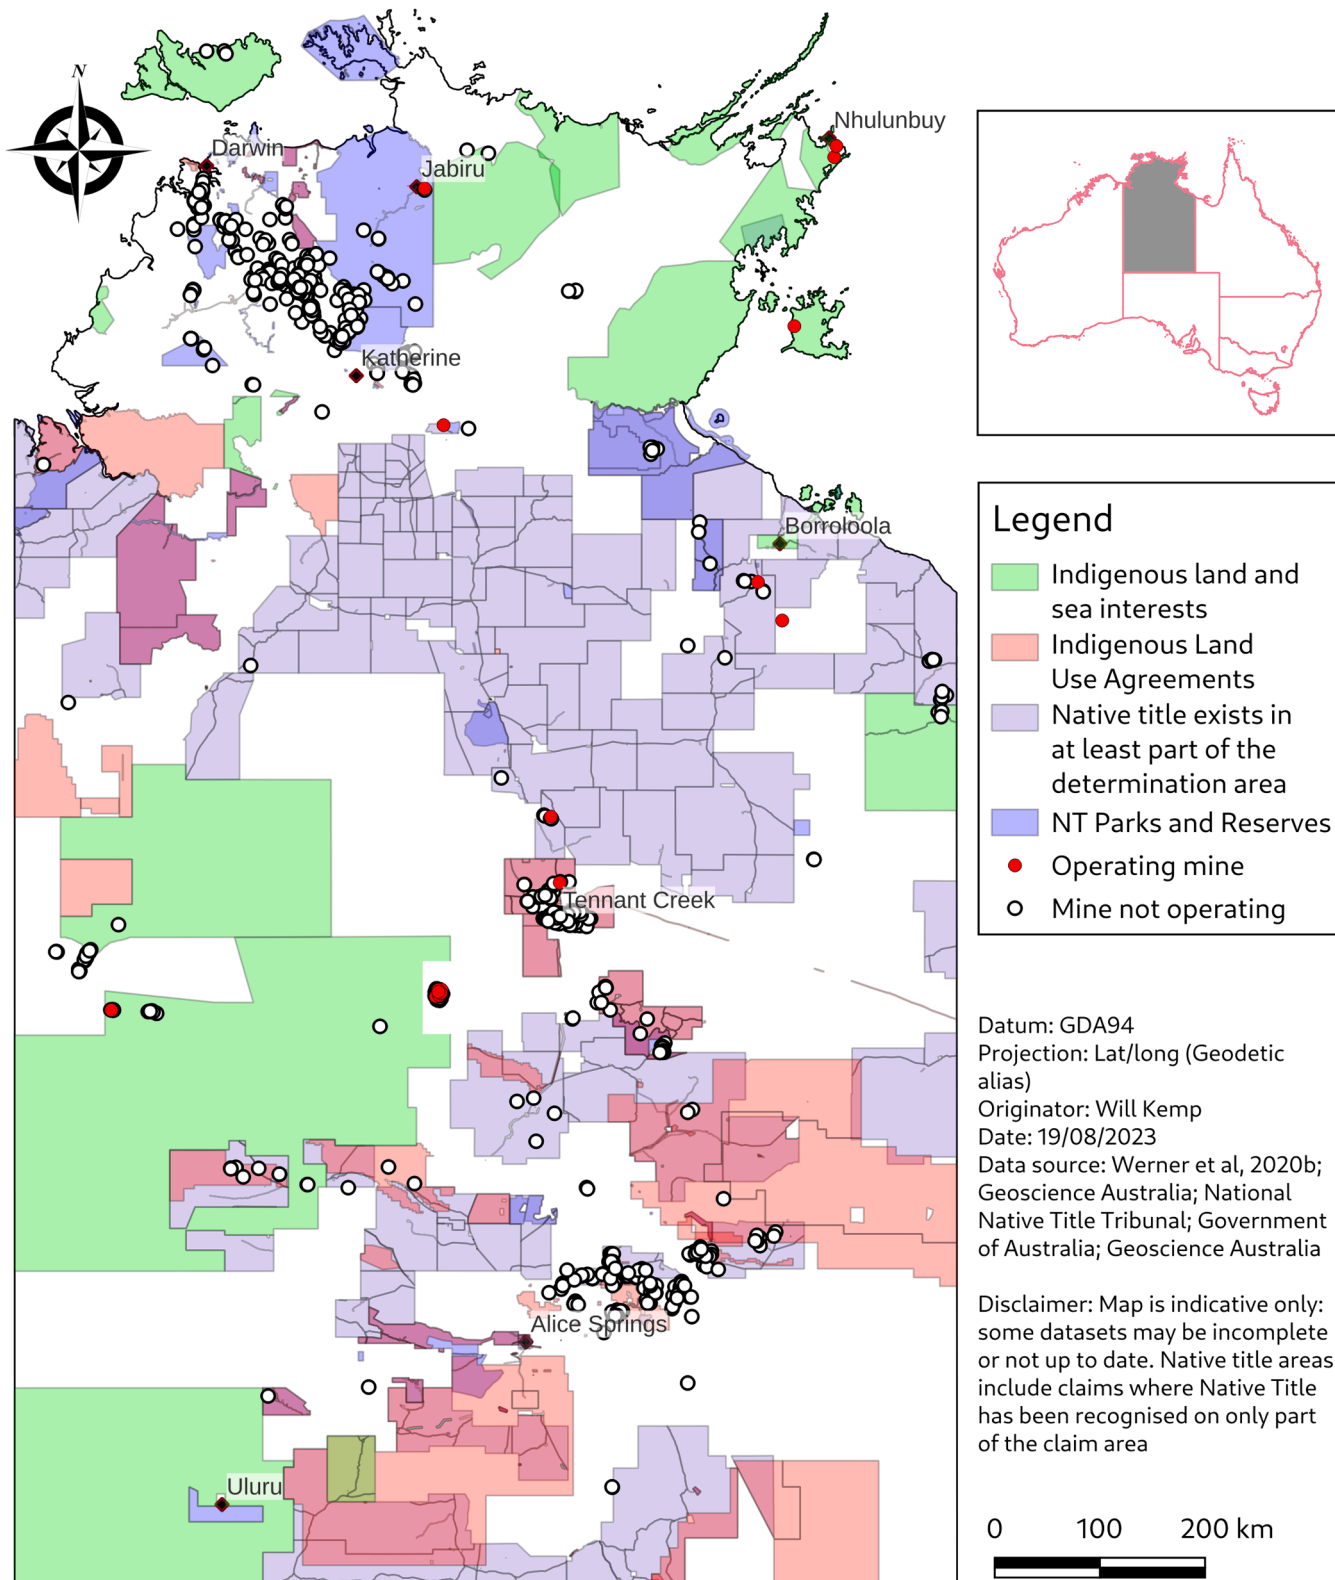 N
Darwin
Jabiru
Nhulunbuy
Katherine
Borroloola
Tennant Creek
Alice Springs
Uluru
Legend
Indigenous land and
sea interests
Indigenous Land
Use Agreements
Native title exists in
at least part of the
determination area
NT Parks and Reserves
Operating mine
Mine not operating
Datum: GDA94
Projection: Lat/long (Geodetic
alias)
Originator: Will Kemp
Date: 19/08/2023
Data source: Werner et al, 2020b;
Geoscience Australia; National
Native Title Tribunal; Government
of Australia; Geoscience Australia
Disclaimer: Map is indicative only:
some datasets may be incomplete
or not up to date. Native title areas
include claims where Native Title
has been recognised on only part
of the claim area
0 100 200 km